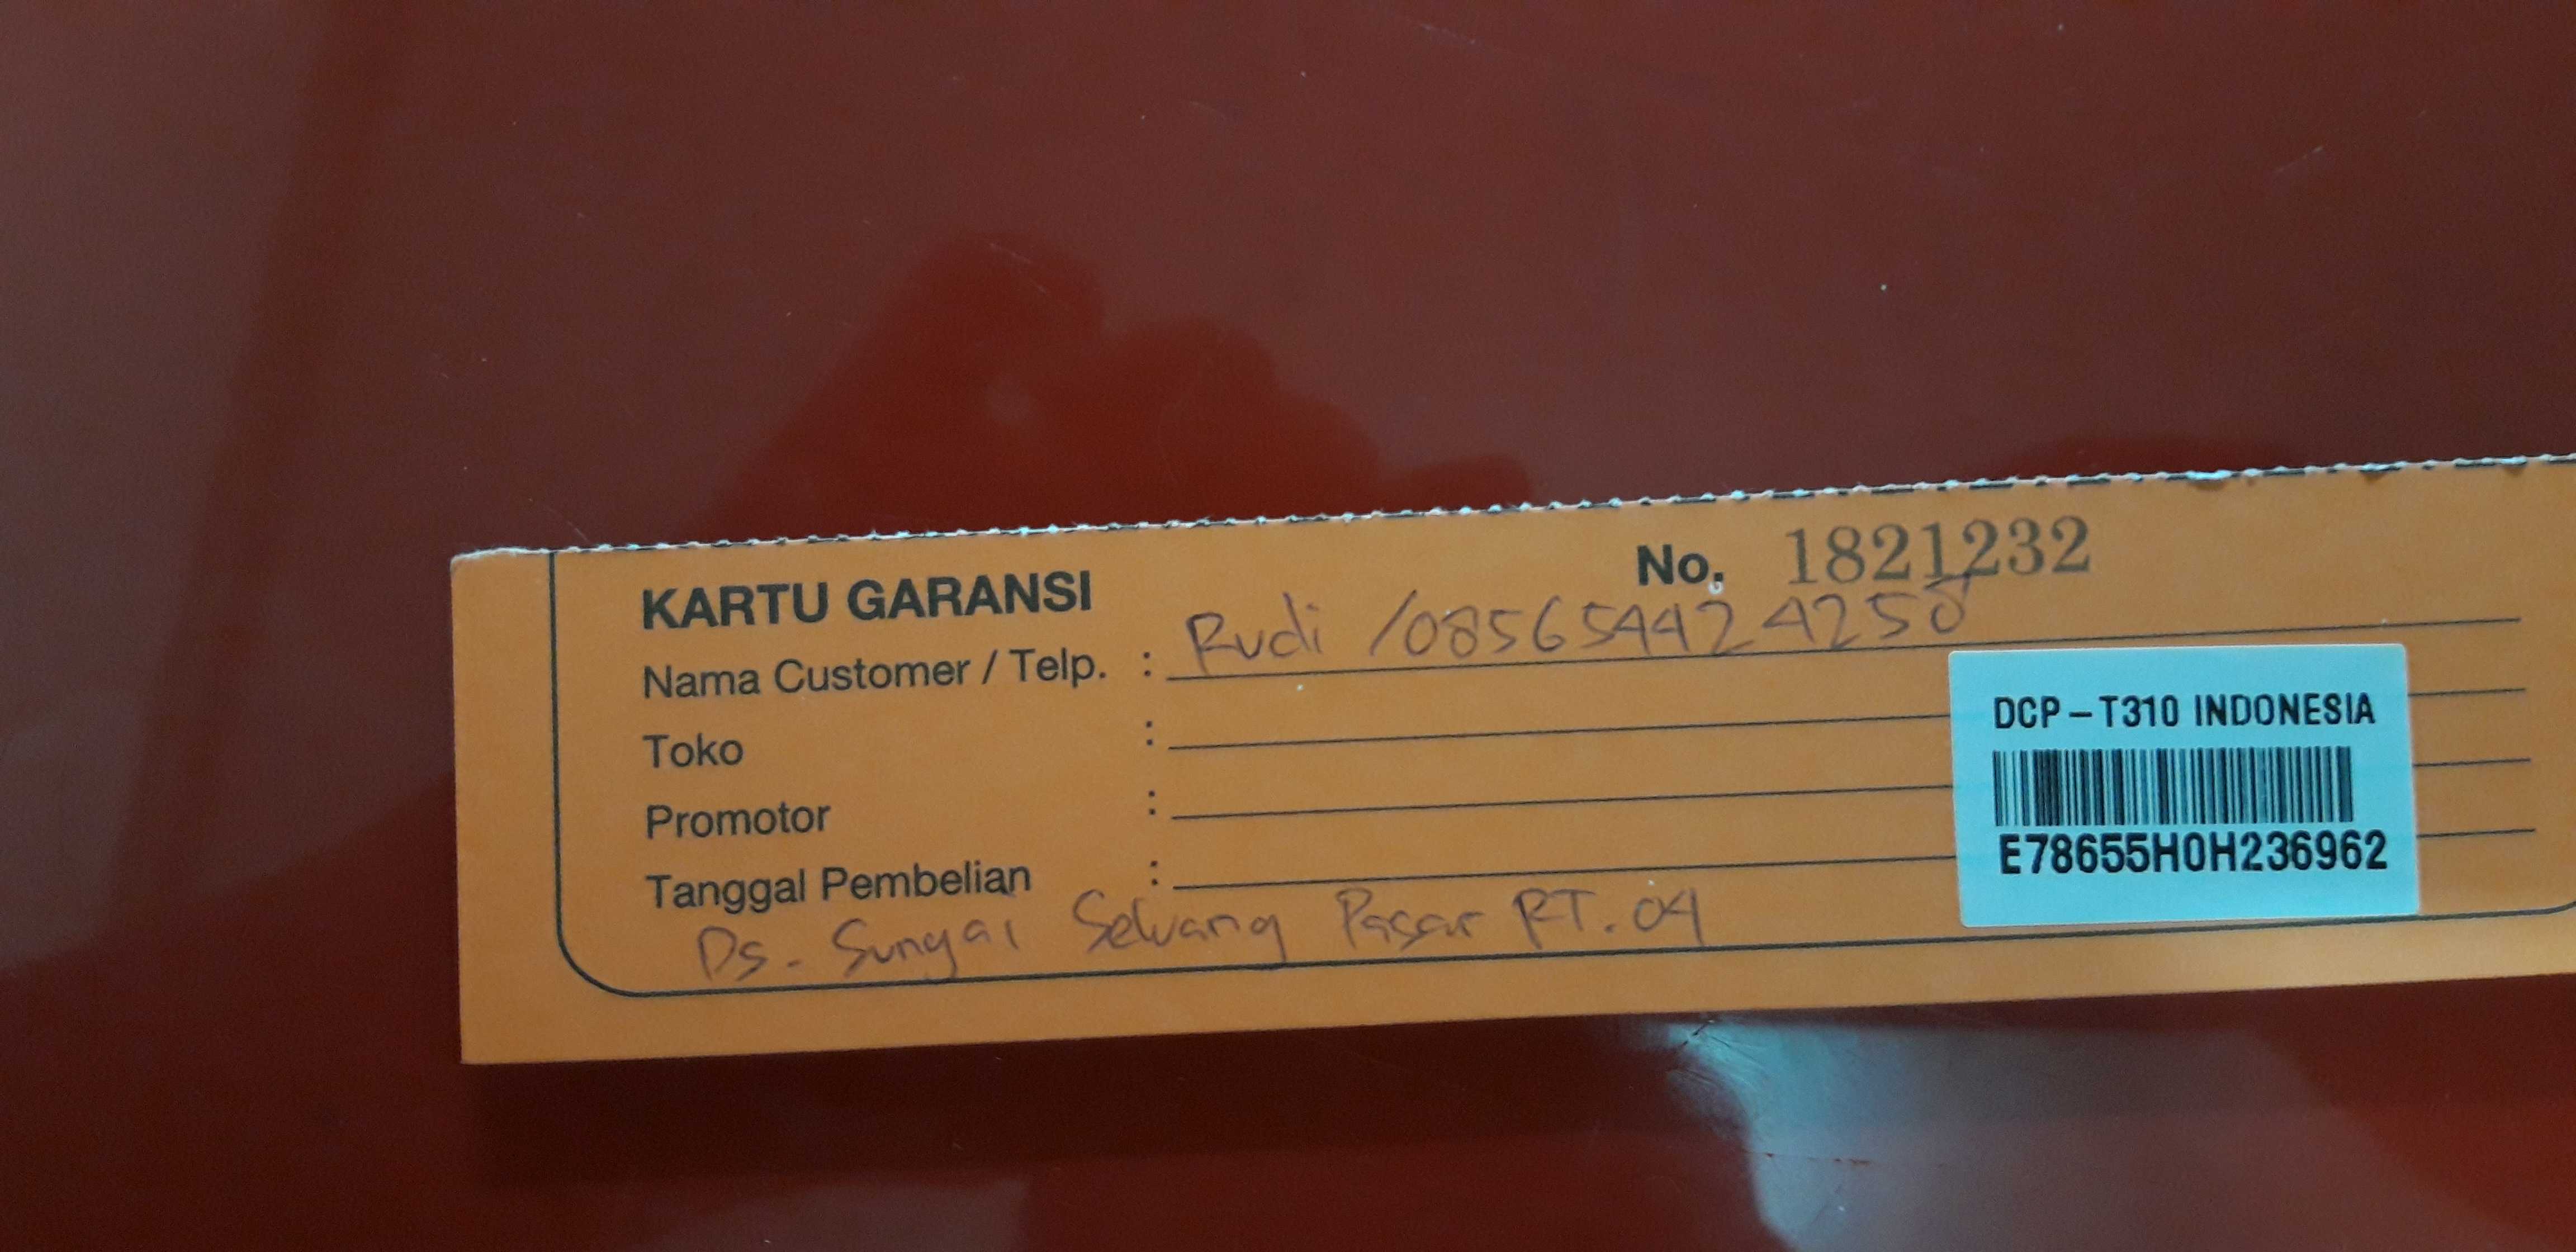 KARTU GARANSI
No. 1821232
Nama Customer / Telp. : Rudi /085654424250
Toko :
Promotor :
Tanggal Pembelian :
Ds. Sungai Seluang Pasar RT. 04
DCP-T310 INDONESIA
E78655H0H236962